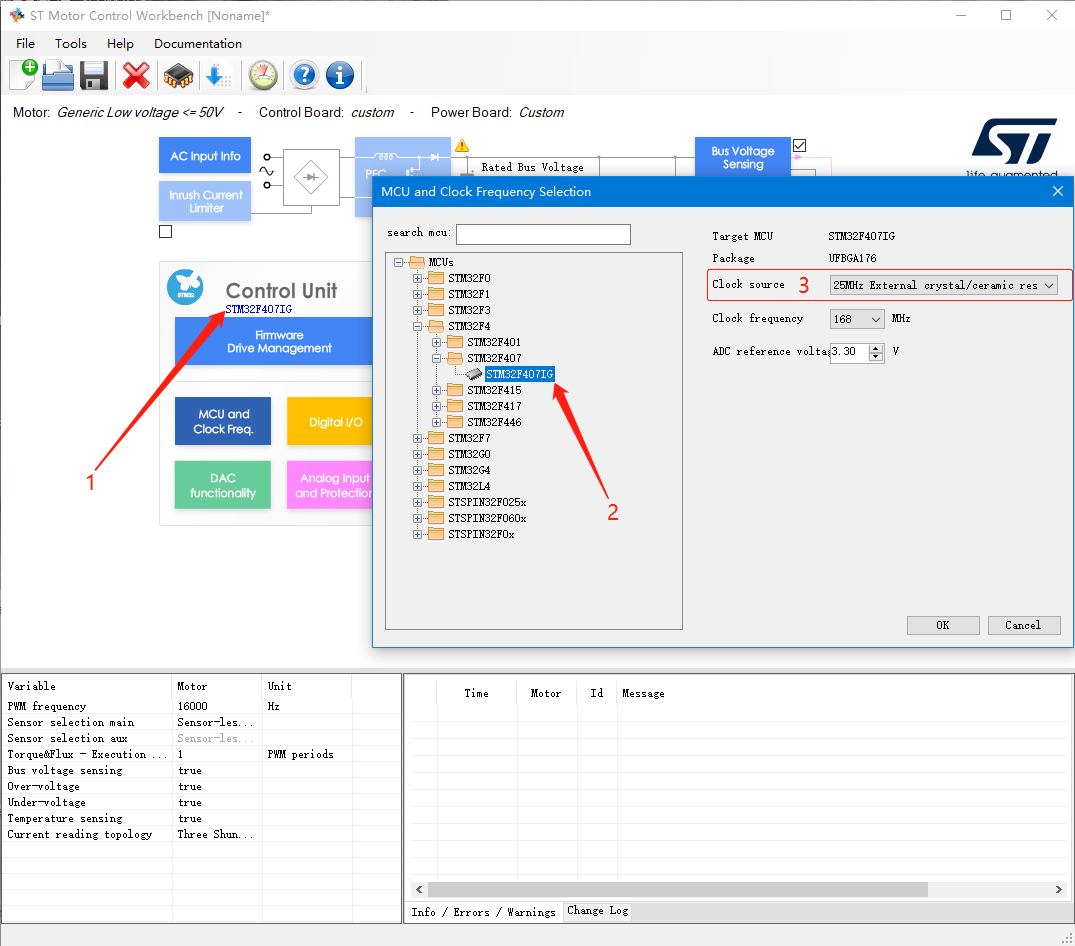 ST Motor Control Workbench [Noname]*
File Tools Help Documentation
Motor: Generic Low voltage <= 50V - Control Board: custom - Power Board: Custom
AC Input Info
Inrush Current
Limiter
PFC
Rated Bus Voltage
Bus Voltage
Sensing
ST
life.augmented
STM32
Control Unit
STM32F407IG
Firmware
Drive Management
MCU and
Clock Freq.
Digital I/O
DAC
functionality
Analog Input
and Protection
1
MCU and Clock Frequency Selection
search mcu:
MCUs
STM32F0
STM32F1
STM32F3
STM32F4
STM32F401
STM32F407
STM32F407IG
STM32F415
STM32F417
STM32F446
STM32F7
STM32G0
STM32G4
STM32L4
STSPIN32F025x
STSPIN32F060x
STSPIN32F0x
2
Target MCU STM32F407IG
Package UFBGA176
Clock source 3 25MHz External crystal/ceramic res
Clock frequency 168 MHz
ADC reference voltag 3.30 V
OK Cancel
Variable Motor Unit
PWM frequency 16000 Hz
Sensor selection main Sensor-les...
Sensor selection aux Sensor-les...
Torque&Flux - Execution ... 1 PWM periods
Bus voltage sensing true
Over-voltage true
Under-voltage true
Temperature sensing true
Current reading topology Three Shun...
Time Motor Id Message
Info / Errors / Warnings Change Log